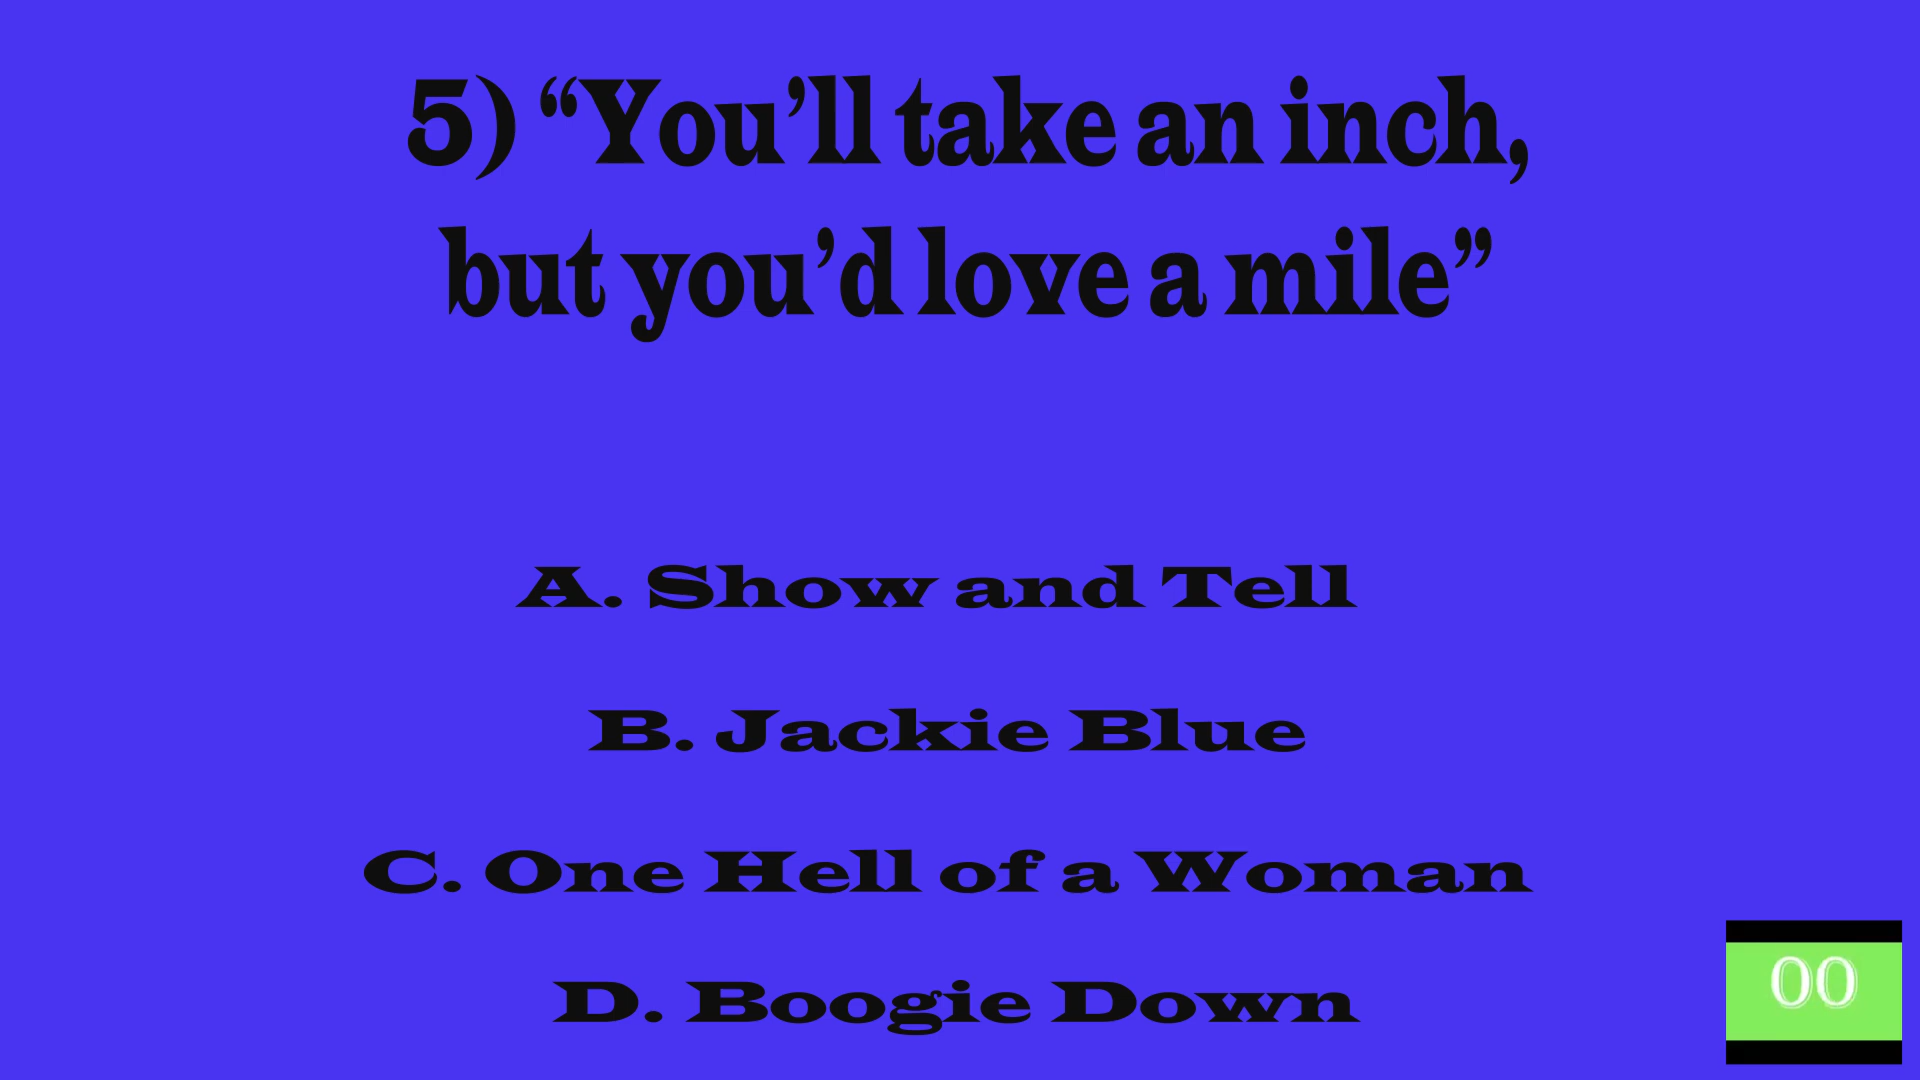 5) “You’ll take an inch,
but you’d love a mile”
A. Show and Tell
B. Jackie Blue
C. One Hell of a Woman
D. Boogie Down
00